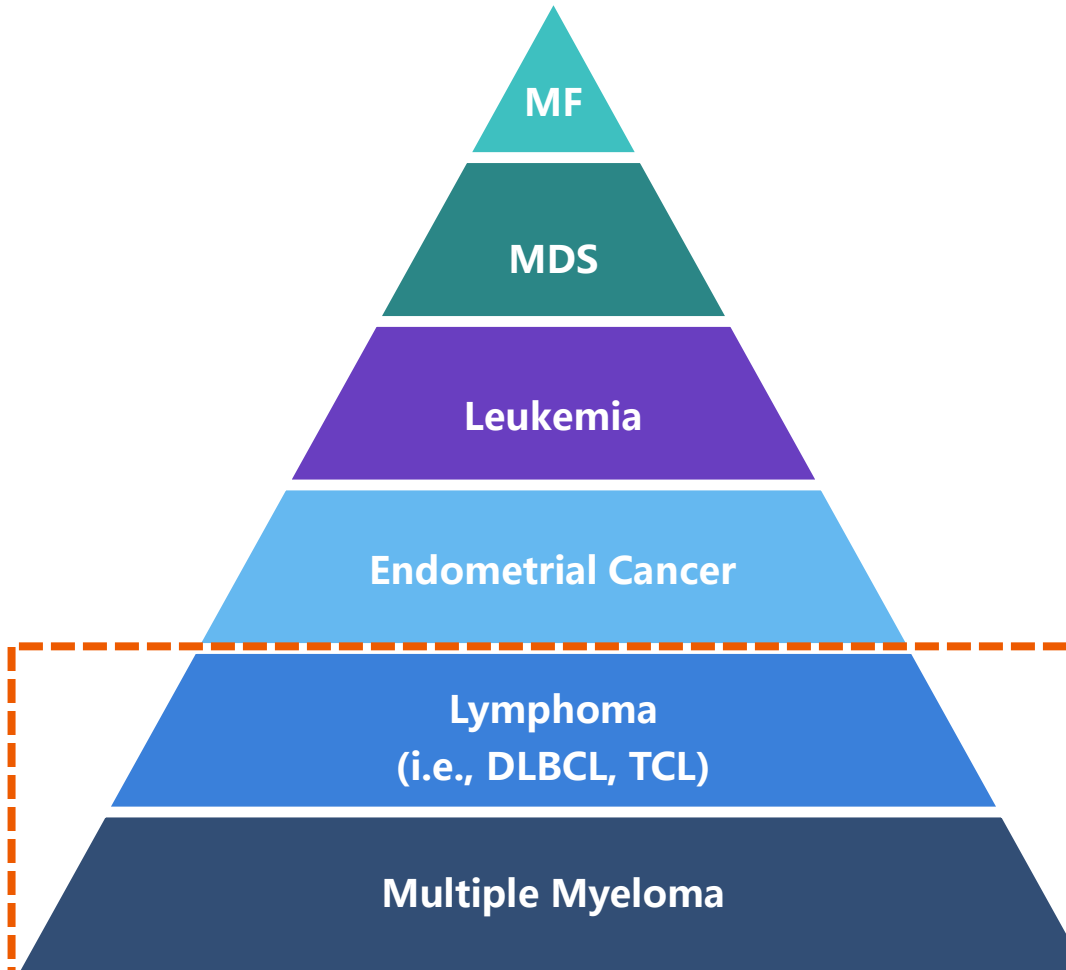 MF
MDS
Leukemia
Endometrial Cancer
Lymphoma
(i.e., DLBCL, TCL)
Multiple Myeloma